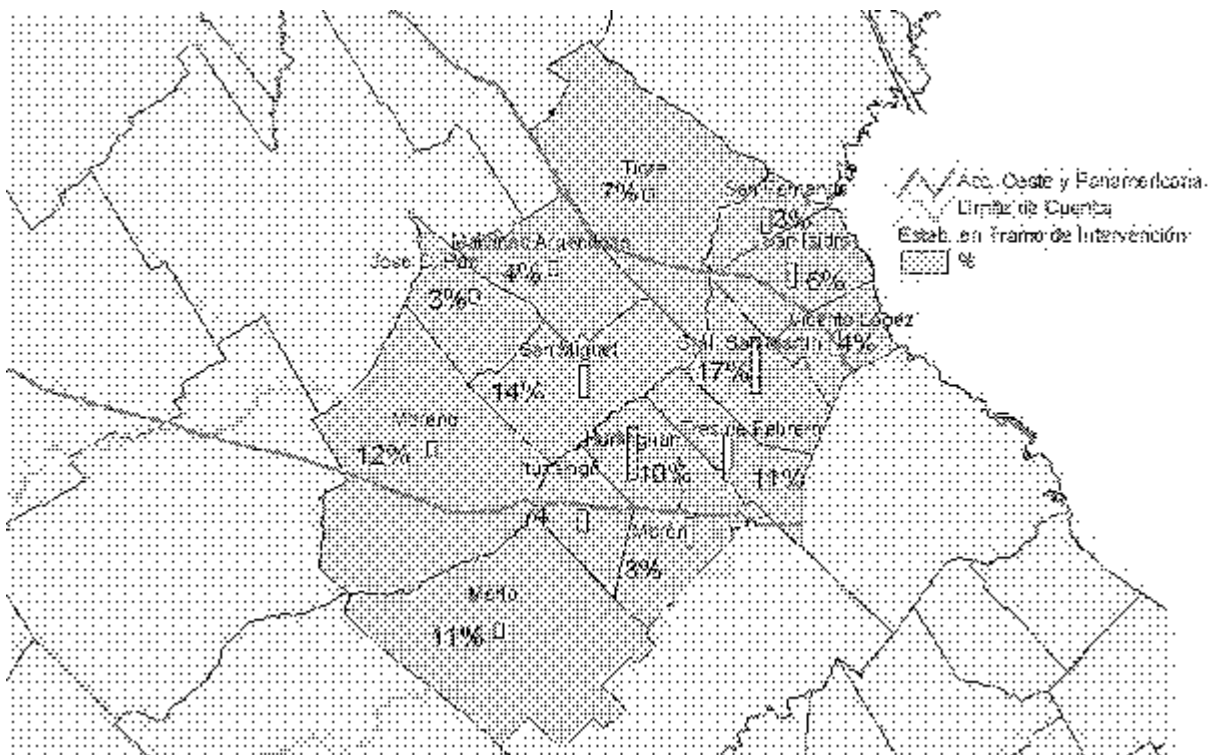 Tigre
7%
San Fernando
3%
Acc. Oeste y Panamericana
Límite de Cuenca
Estab. en Tramo de Intervención
%
Malvinas Argentinas
4%
San Isidro
6%
José C. Paz
3%
Vicente López
4%
San Miguel
14%
Gral. San Martín
17%
Moreno
12%
Hurlingham
10%
Tres de Febrero
11%
Ituzaingó
Morón
Merlo
11%